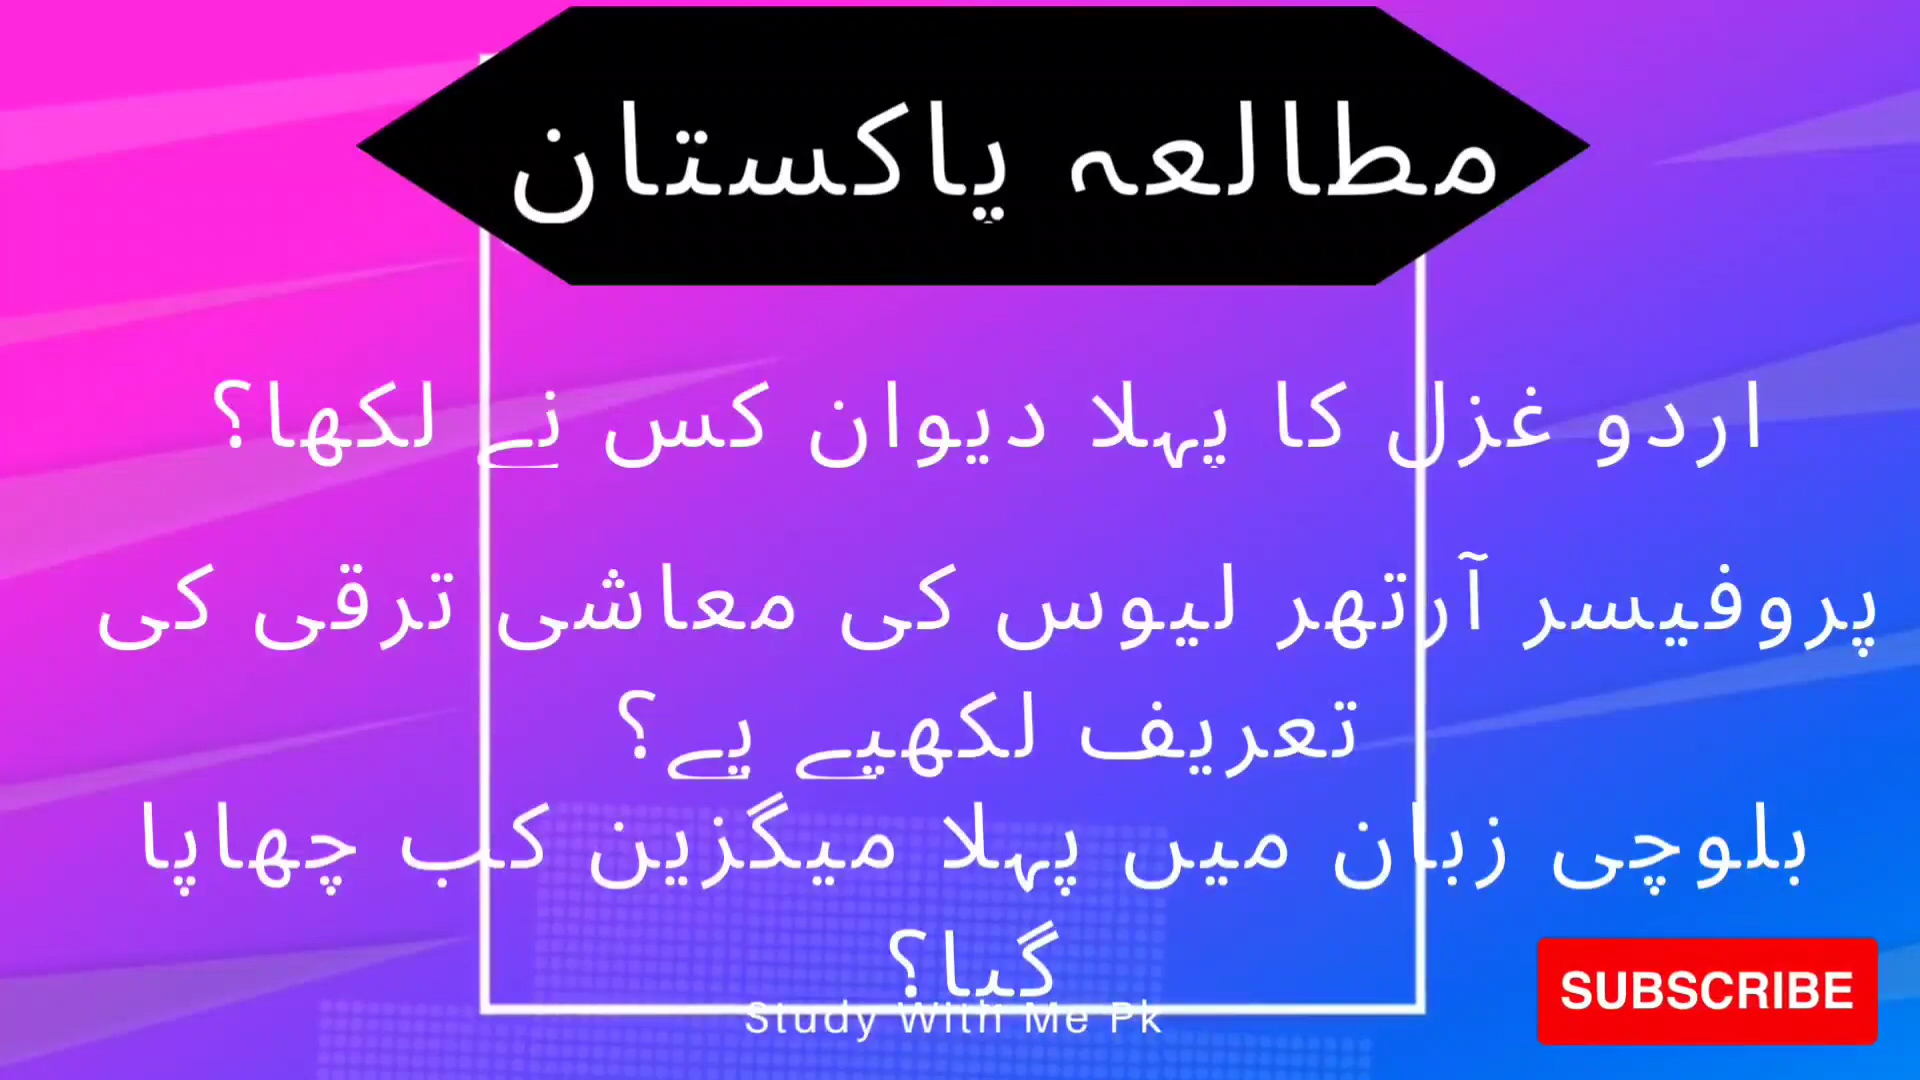 مطالعہ پاکستان
اردو غزل کا پہلا دیوان کس نے لکھا؟
پروفیسر آرتھر لیوس کی معاشی ترقی کی
تعریف لکھیے یے؟
بلوچی زبان میں پہلا میگزین کب چھاپا
گیا؟
Study With Me Pk
SUBSCRIBE